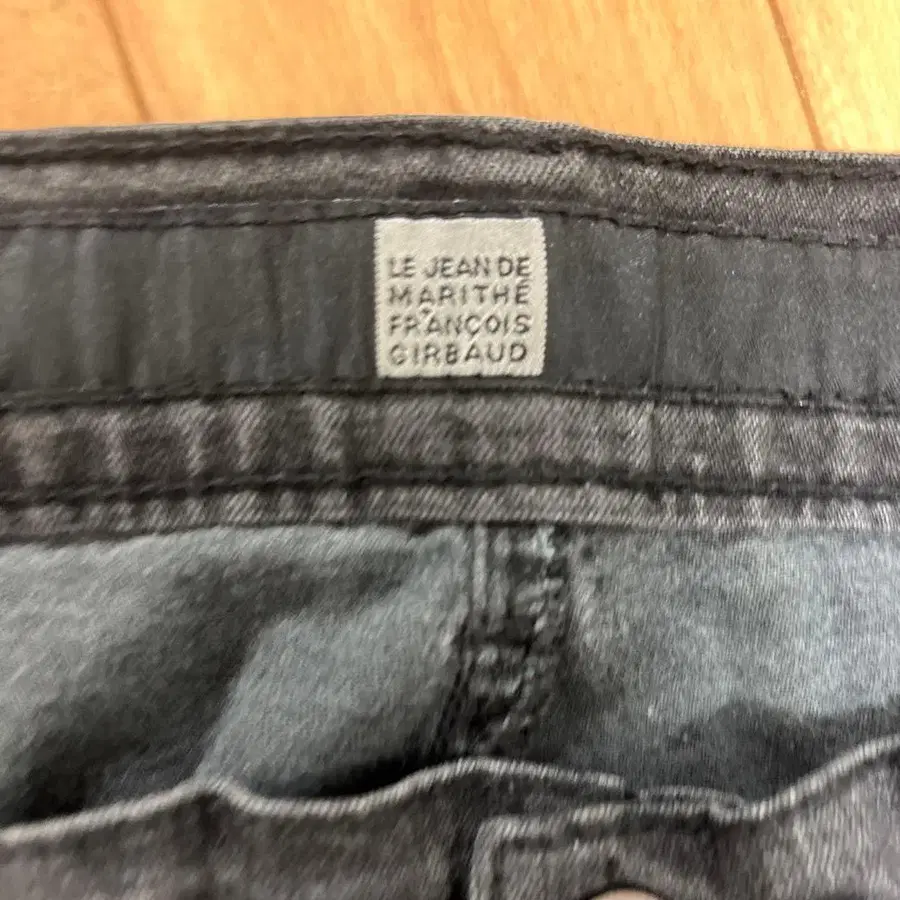 LE JEAN DE
MARITHÉ
FRANÇOIS
GIRBAUD